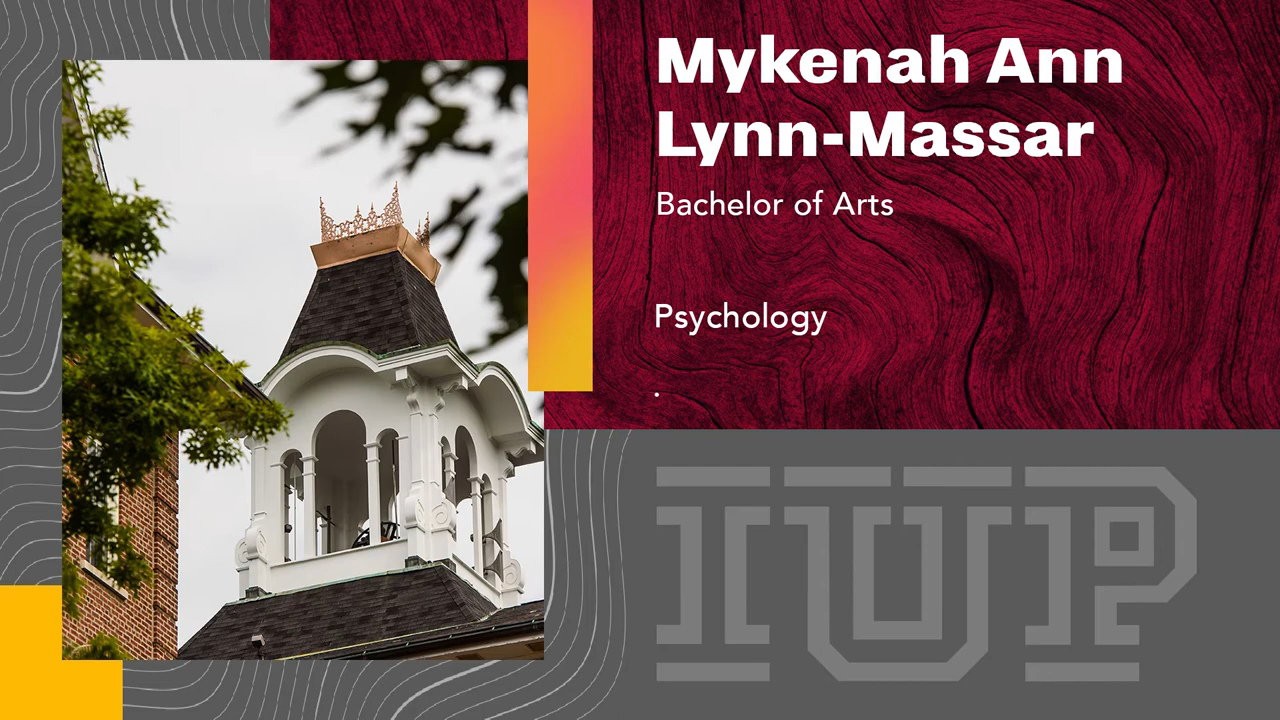 Mykenah Ann
Lynn-Massar
Bachelor of Arts
Psychology
.
IUP